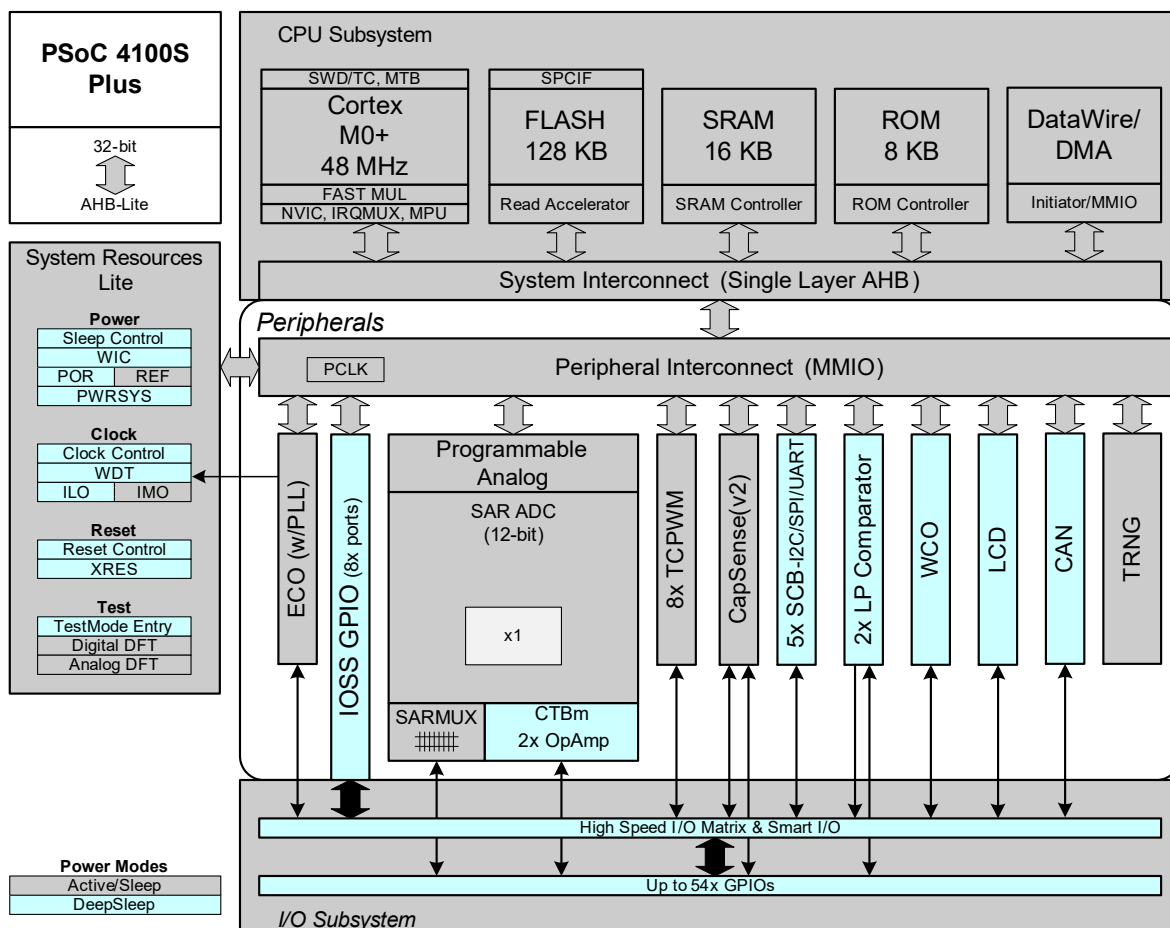 PSoC 4100S
Plus
32-bit
AHB-Lite
CPU Subsystem
SWD/TC, MTB
Cortex
M0+
48 MHz
FAST MUL
NVIC, IRQMUX, MPU
SPCIF
FLASH
128 KB
Read Accelerator
SRAM
16 KB
SRAM Controller
ROM
8 KB
ROM Controller
DataWire/
DMA
Initiator/MMIO
System Interconnect (Single Layer AHB)
System Resources
Lite
Power
Sleep Control
WIC
POR
REF
PWRSYS
Clock
Clock Control
WDT
ILO
IMO
Reset
Reset Control
XRES
Test
TestMode Entry
Digital DFT
Analog DFT
Peripherals
PCLK
Peripheral Interconnect (MMIO)
ECO (w/PLL)
IOSS GPIO (8x ports)
Programmable
Analog
SAR ADC
(12-bit)
x1
SARMUX
CTBm
2x OpAmp
8x TCPWM
CapSense(v2)
5x SCB-I2C/SPI/UART
2x LP Comparator
WCO
LCD
CAN
TRNG
High Speed I/O Matrix & Smart I/O
Up to 54x GPIOs
I/O Subsystem
Power Modes
Active/Sleep
DeepSleep